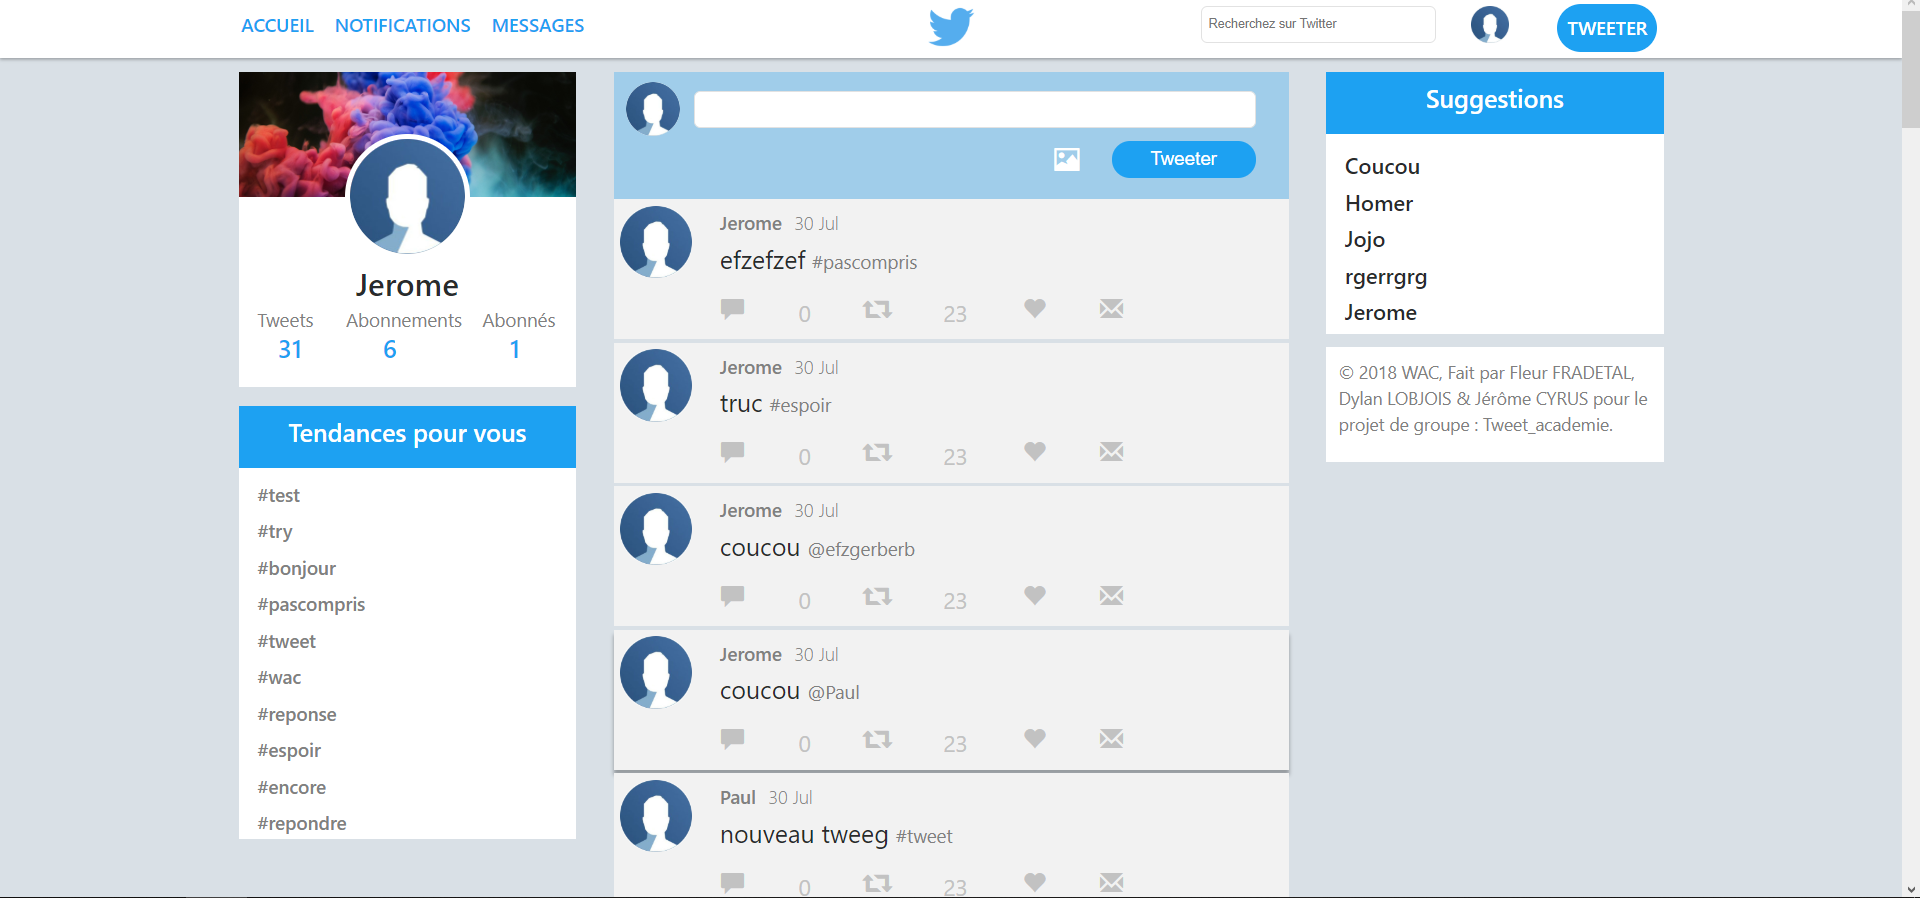 ACCUEIL NOTIFICATIONS MESSAGES
Recherchez sur Twitter
TWEETER
Jerome
Tweets Abonnements Abonnés
31 6 1
Tendances pour vous
#test
#try
#bonjour
#pascompris
#tweet
#wac
#reponse
#espoir
#encore
#repondre
Tweeter
Jerome 30 Jul
efzefzef #pascompris
0 23
Jerome 30 Jul
truc #espoir
0 23
Jerome 30 Jul
coucou @efzgerberb
0 23
Jerome 30 Jul
coucou @Paul
0 23
Paul 30 Jul
nouveau tweeg #tweet
0 23
Suggestions
Coucou
Homer
Jojo
rgerrgrg
Jerome
© 2018 WAC, Fait par Fleur FRADETAL,
Dylan LOBJOIS & Jérôme CYRUS pour le
projet de groupe : Tweet_academie.